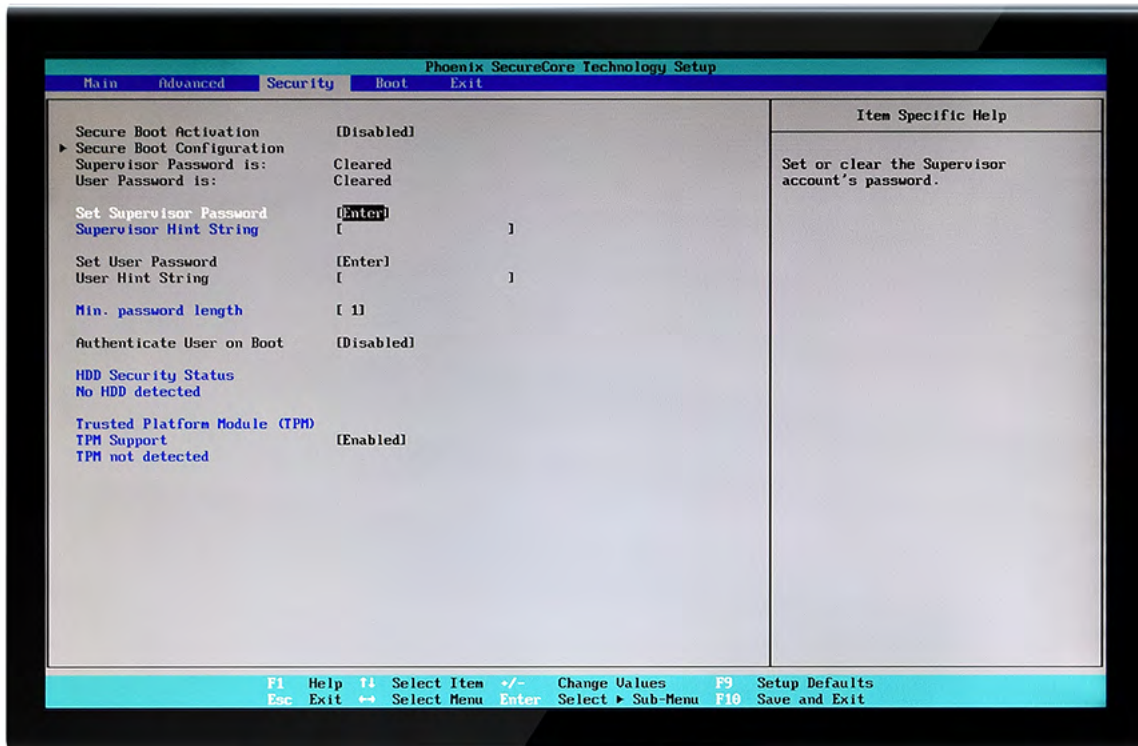 Phoenix SecureCore Technology Setup
Main Advanced Security Boot Exit
Item Specific Help
Secure Boot Activation [Disabled]
▶ Secure Boot Configuration
Supervisor Password is: Cleared
User Password is: Cleared
Set or clear the Supervisor
account's password.
Set Supervisor Password [Enter]
Supervisor Hint String [ ]
Set User Password [Enter]
User Hint String [ ]
Min. password length [ 1]
Authenticate User on Boot [Disabled]
HDD Security Status
No HDD detected
Trusted Platform Module (TPM)
TPM Support [Enabled]
TPM not detected
F1 Help ↑↓ Select Item +/- Change Values F9 Setup Defaults
Esc Exit ↔ Select Menu Enter Select ▶ Sub-Menu F10 Save and Exit